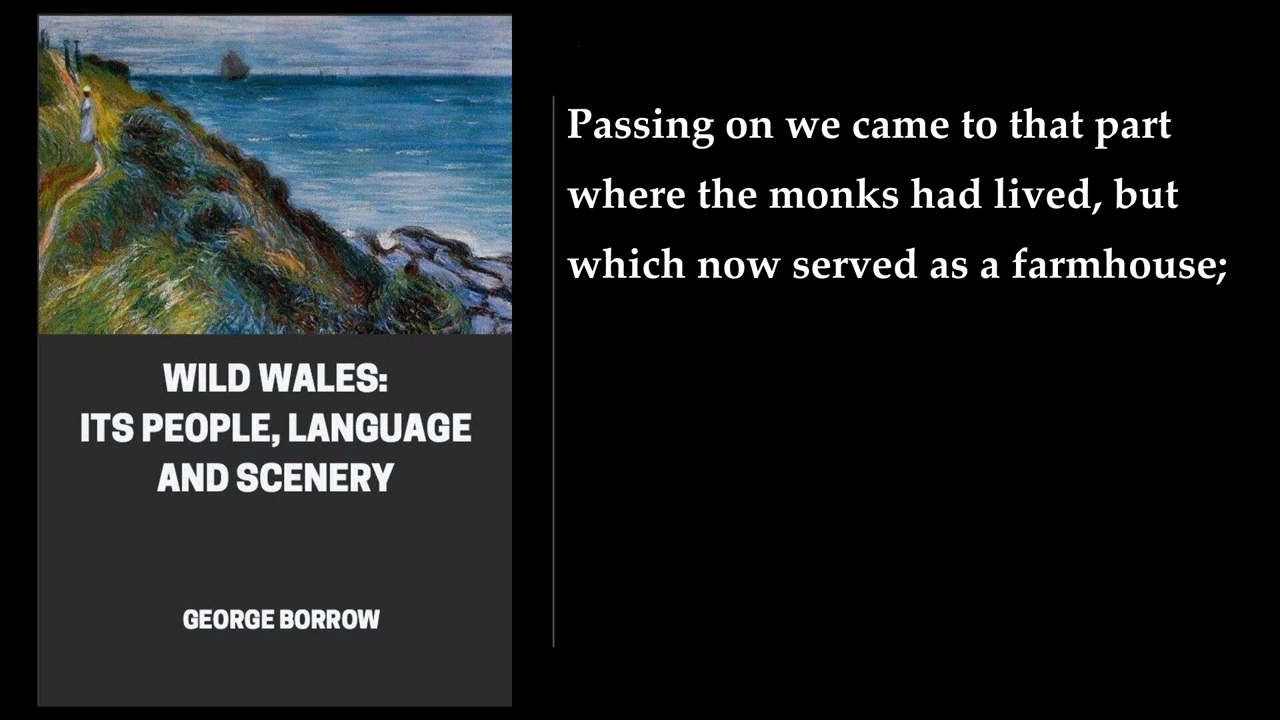 WILD WALES:
ITS PEOPLE, LANGUAGE
AND SCENERY
GEORGE BORROW
Passing on we came to that part
where the monks had lived, but
which now served as a farmhouse;